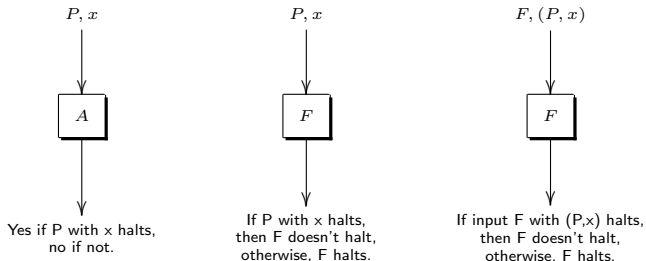 P, x
A
Yes if P with x halts,
no if not.
P, x
F
If P with x halts,
then F doesn't halt,
otherwise, F halts.
F, (P, x)
F
If input F with (P,x) halts,
then F doesn't halt,
otherwise, F halts.